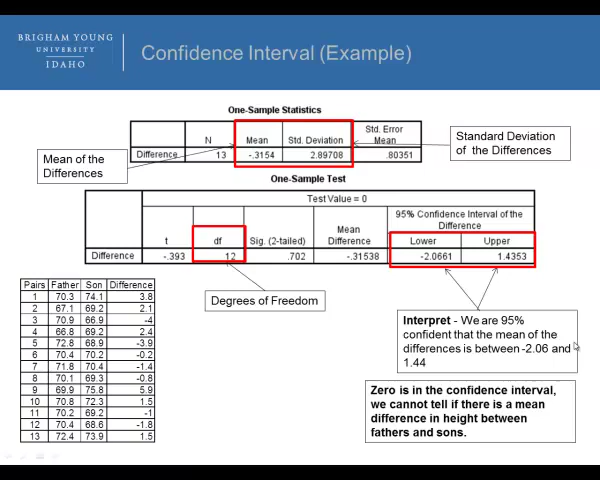 BRIGHAM YOUNG
UNIVERSITY
IDAHO
Confidence Interval (Example)
One-Sample Statistics
N Mean Std. Deviation Std. Error Mean
Difference 13 -.3154 2.89708 .80351
Mean of the
Differences
Standard Deviation
of the Differences
One-Sample Test
Test Value = 0
95% Confidence Interval of the
Difference
t df Sig. (2-tailed) Mean Difference Lower Upper
Difference -.393 12 .702 -.31538 -2.0661 1.4353
Degrees of Freedom
Pairs Father Son Difference
1 70.3 74.1 3.8
2 67.1 69.2 2.1
3 70.9 66.9 -4
4 66.8 69.2 2.4
5 72.8 68.9 -3.9
6 70.4 70.2 -0.2
7 71.8 70.4 -1.4
8 70.1 69.3 -0.8
9 69.9 75.8 5.9
10 70.8 72.3 1.5
11 70.2 69.2 -1
12 70.4 68.6 -1.8
13 72.4 73.9 1.5
Interpret - We are 95%
confident that the mean of the
differences is between -2.06 and
1.44
Zero is in the confidence interval,
we cannot tell if there is a mean
difference in height between
fathers and sons.